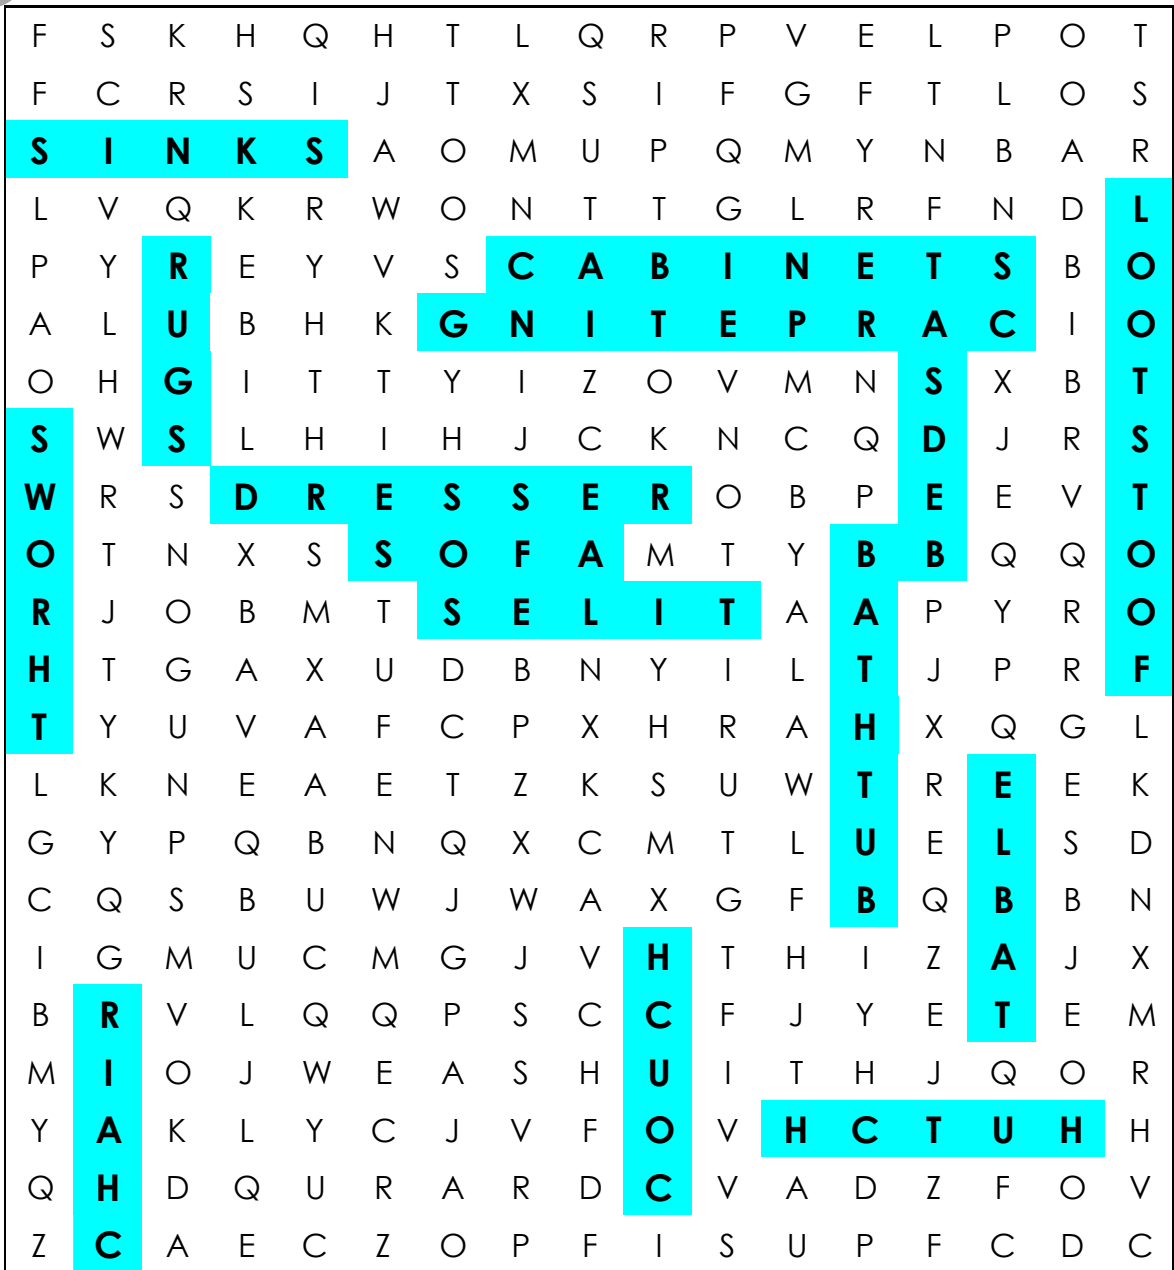 F S K H Q H T L Q R P V E L P O T
F C R S I J T X S I F G F T L O S
S I N K S A O M U P Q M Y N B A R
L V Q K R W O N T T G L R F N D L
P Y R E Y V S C A B I N E T S B O
A L U B H K G N I T E P R A C I O
O H G I T T Y I Z O V M N S X B T
S W S L H I H J C K N C Q D J R S
W R S D R E S S E R O B P E E V T
O T N X S S O F A M T Y B B Q Q O
R J O B M T S E L I T A A P Y R O
H T G A X U D B N Y I L T J P R F
T Y U V A F C P X H R A H X Q G L
L K N E A E T Z K S U W T R E E K
G Y P Q B N Q X C M T L U E L S D
C Q S B U W J W A X G F B Q B B N
I G M U C M G J V H T H I Z A J X
B R V L Q Q P S C C F J Y E T E M
M I O J W E A S H U I T H J Q O R
Y A K L Y C J V F O V H C T U H H
Q H D Q U R A R D C V A D Z F O V
Z C A E C Z O P F I S U P F C D C